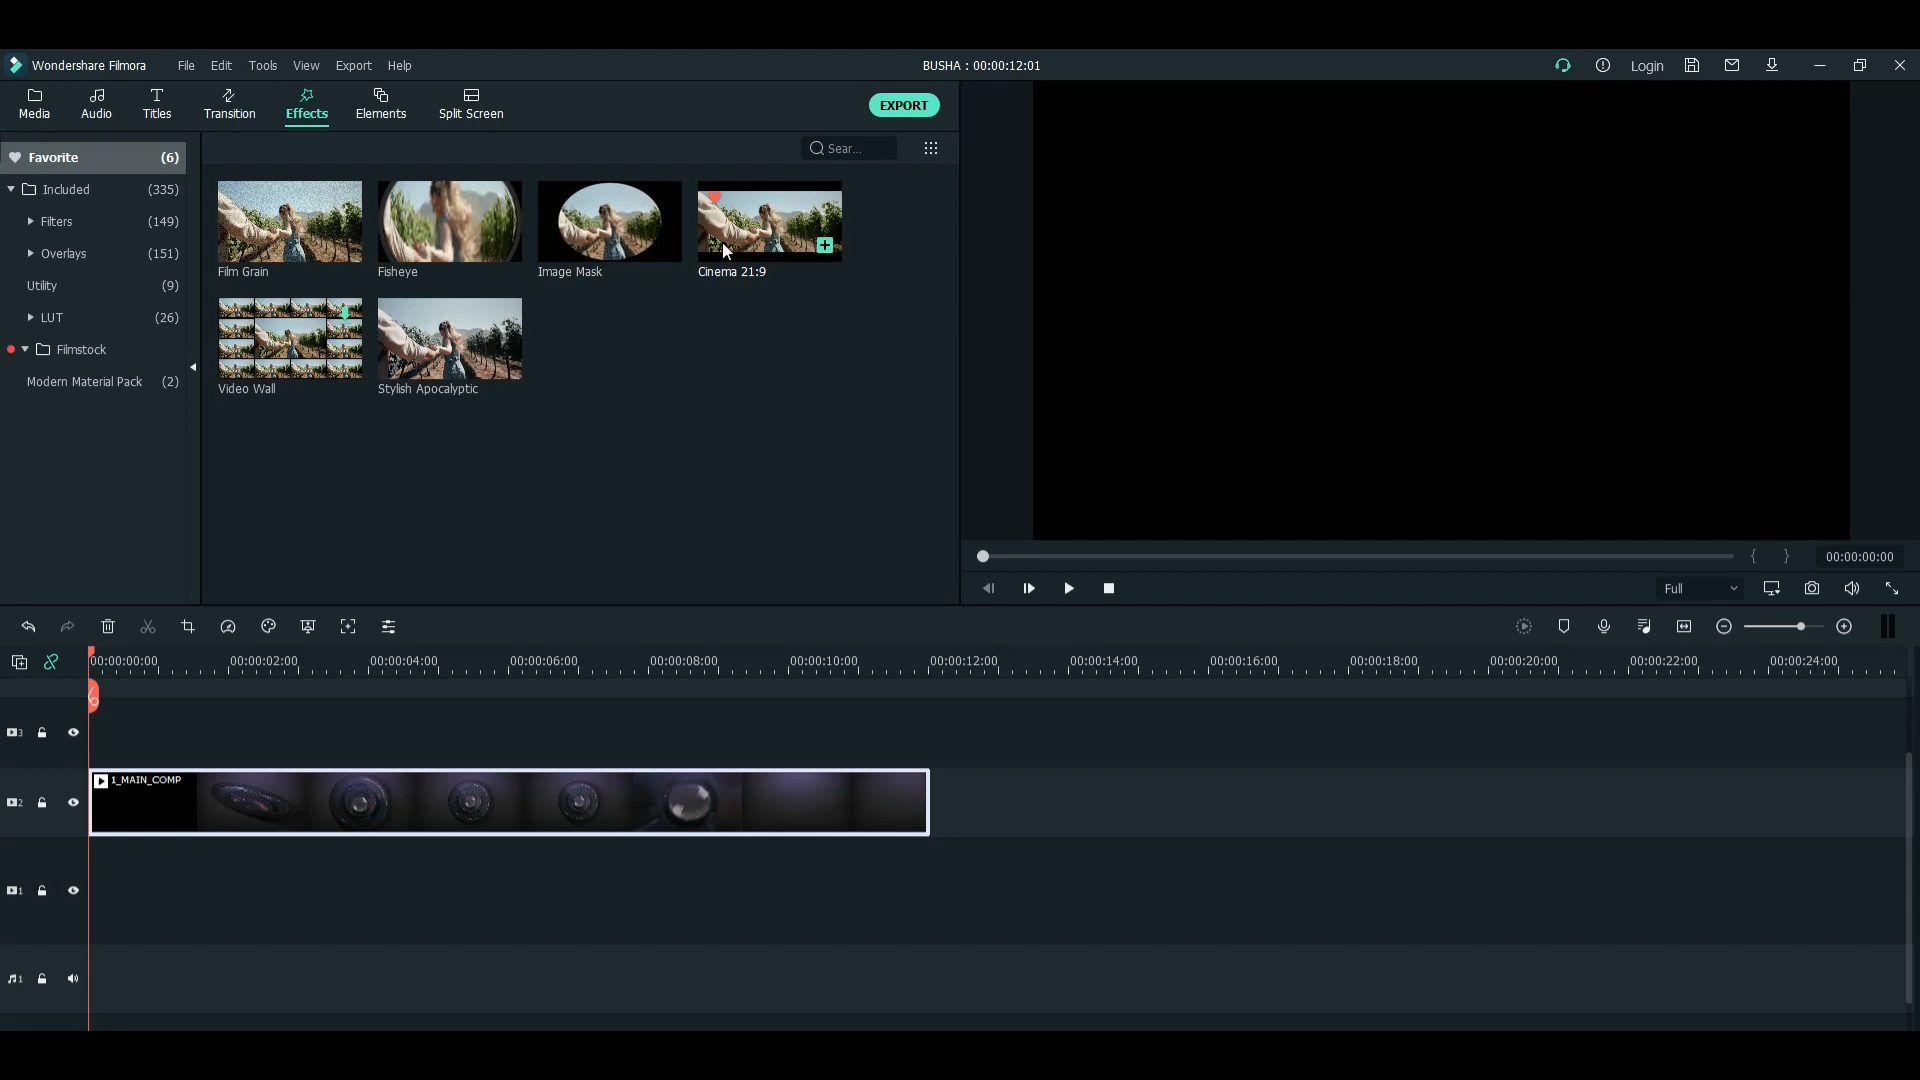 Wondershare Filmora File Edit Tools View Export Help BUSHA : 00:00:12:01 Login
Media Audio Titles Transition Effects Elements Split Screen EXPORT
Favorite (6)
Sear...
Included (335)
Filters (149)
Overlays (151)
Utility (9)
LUT (26)
Filmstock
Modern Material Pack (2)
Film Grain Fisheye Image Mask Cinema 21:9
Video Wall Stylish Apocalyptic
{ } 00:00:00:00
Full
00:00:00:00 00:00:02:00 00:00:04:00 00:00:06:00 00:00:08:00 00:00:10:00 00:00:12:00 00:00:14:00 00:00:16:00 00:00:18:00 00:00:20:00 00:00:22:00 00:00:24:00
3
1_MAIN_COMP
2
1
1